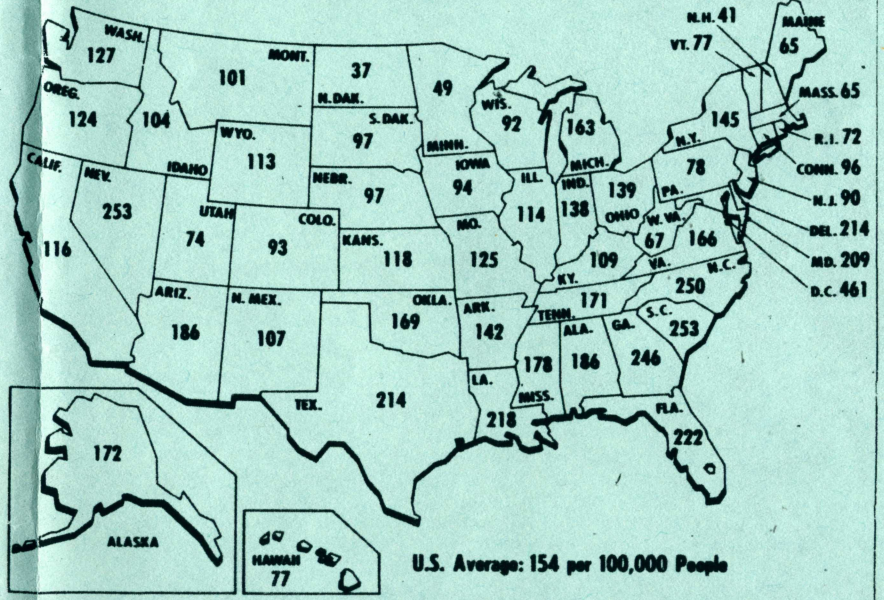 WASH.
127
OREG.
124
CALIF.
116
NEV.
253
IDAHO
104
MONT.
101
WYO.
113
UTAH
74
COLO.
93
ARIZ.
186
N. MEX.
107
N. DAK.
37
S. DAK.
97
NEBR.
97
KANS.
118
OKLA.
169
TEX.
214
MINN.
49
IOWA
94
MO.
125
ARK.
142
LA.
218
WIS.
92
ILL.
114
MICH.
163
IND.
138
OHIO
139
KY.
109
TENN.
171
MISS.
178
ALA.
186
GA.
246
FLA.
222
S.C.
253
N.C.
250
VA.
166
W. VA.
67
PA.
78
N.Y.
145
VT. 77
N.H. 41
MAINE
65
MASS. 65
R.I. 72
CONN. 96
N.J. 90
DEL. 214
MD. 209
D.C. 461
172
ALASKA
HAWAII
77
U.S. Average: 154 per 100,000 People